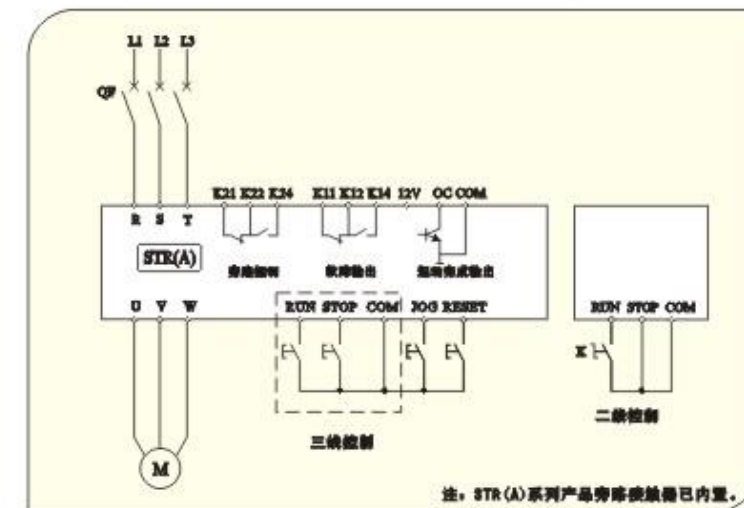 L1 L2 L3
QF
K21 K22 K24 K11 K12 K14 12V OC COM
R S T
STR(A)
旁路控制 故障输出 起动完成输出
U V W RUN STOP COM JOG RESET
RUN STOP COM
K
三线控制
二线控制
M
注：STR(A)系列产品旁路接触器已内置。